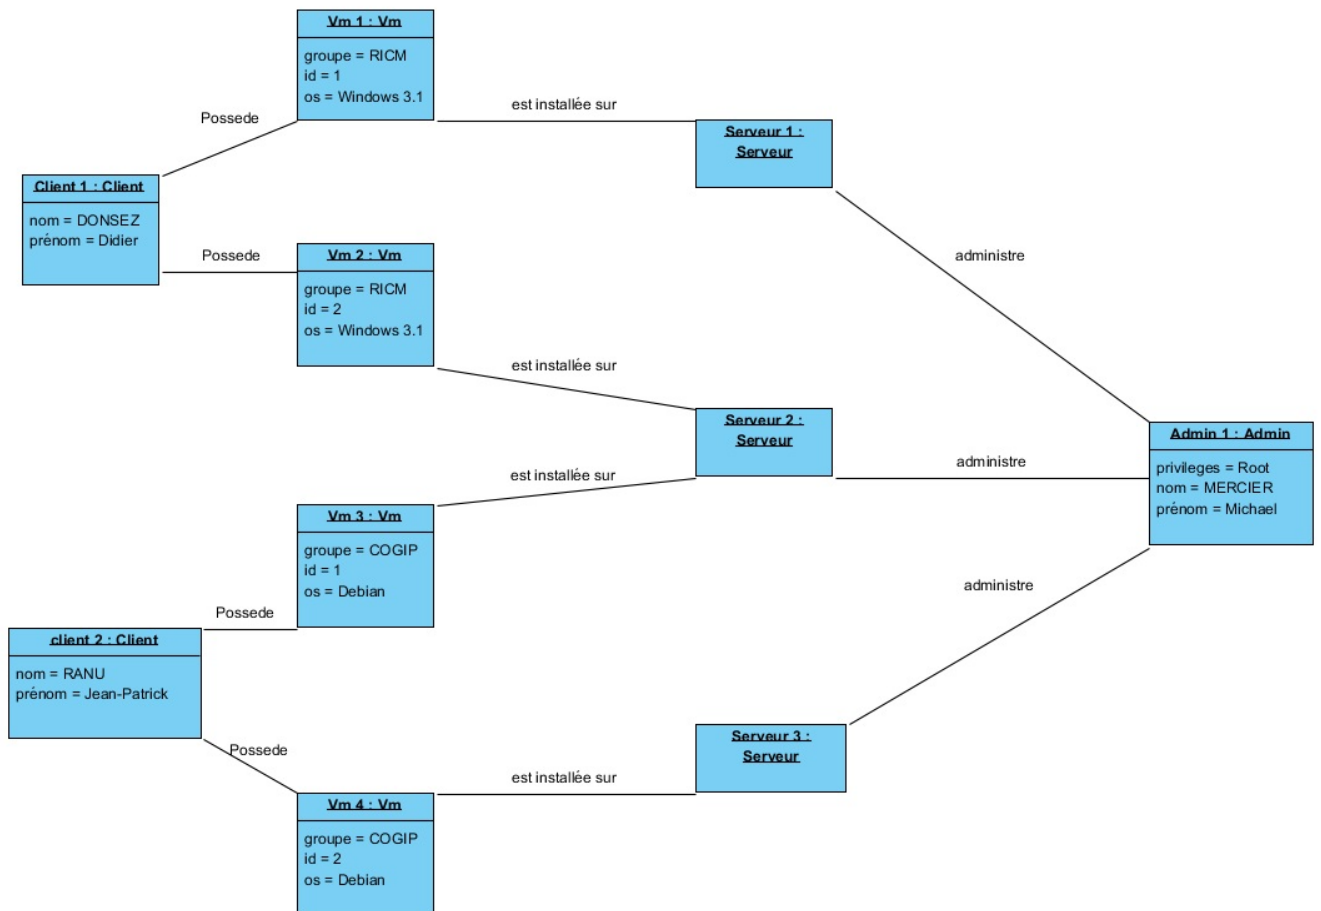 Vm 1 : Vm
groupe = RICM
id = 1
os = Windows 3.1
Possede
est installée sur
Serveur 1 :
Serveur
Client 1 : Client
nom = DONSEZ
prénom = Didier
Possede
Vm 2 : Vm
groupe = RICM
id = 2
os = Windows 3.1
administre
est installée sur
Serveur 2 :
Serveur
administre
Admin 1 : Admin
privileges = Root
nom = MERCIER
prénom = Michael
est installée sur
Vm 3 : Vm
groupe = COGIP
id = 1
os = Debian
administre
Possede
client 2 : Client
nom = RANU
prénom = Jean-Patrick
Possede
Serveur 3 :
Serveur
est installée sur
Vm 4 : Vm
groupe = COGIP
id = 2
os = Debian